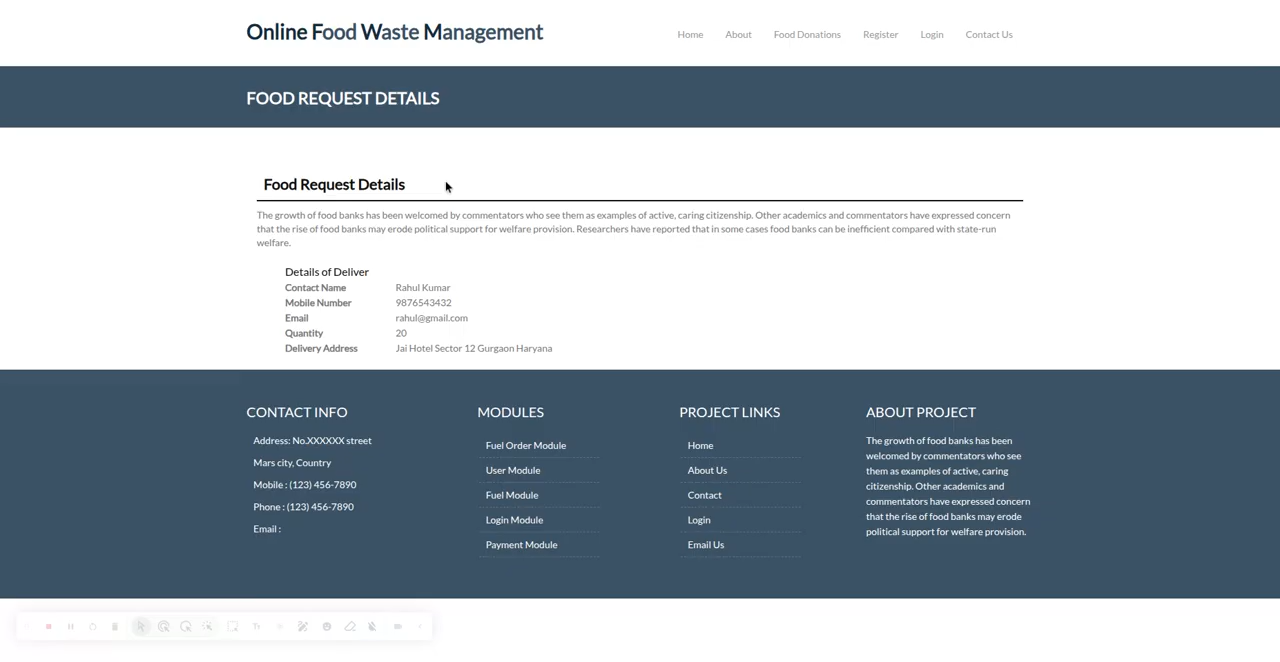 Online Food Waste Management
Home About Food Donations Register Login Contact Us
FOOD REQUEST DETAILS
Food Request Details
The growth of food banks has been welcomed by commentators who see them as examples of active, caring citizenship. Other academics and commentators have expressed concern
that the rise of food banks may erode political support for welfare provision. Researchers have reported that in some cases food banks can be inefficient compared with state-run
welfare.
Details of Deliver
Contact Name Rahul Kumar
Mobile Number 9876543432
Email rahul@gmail.com
Quantity 20
Delivery Address Jai Hotel Sector 12 Gurgaon Haryana
CONTACT INFO
Address: No.XXXXXX street
Mars city, Country
Mobile : (123) 456-7890
Phone : (123) 456-7890
Email :
MODULES
Fuel Order Module
User Module
Fuel Module
Login Module
Payment Module
PROJECT LINKS
Home
About Us
Contact
Login
Email Us
ABOUT PROJECT
The growth of food banks has been
welcomed by commentators who see
them as examples of active, caring
citizenship. Other academics and
commentators have expressed concern
that the rise of food banks may erode
political support for welfare provision.